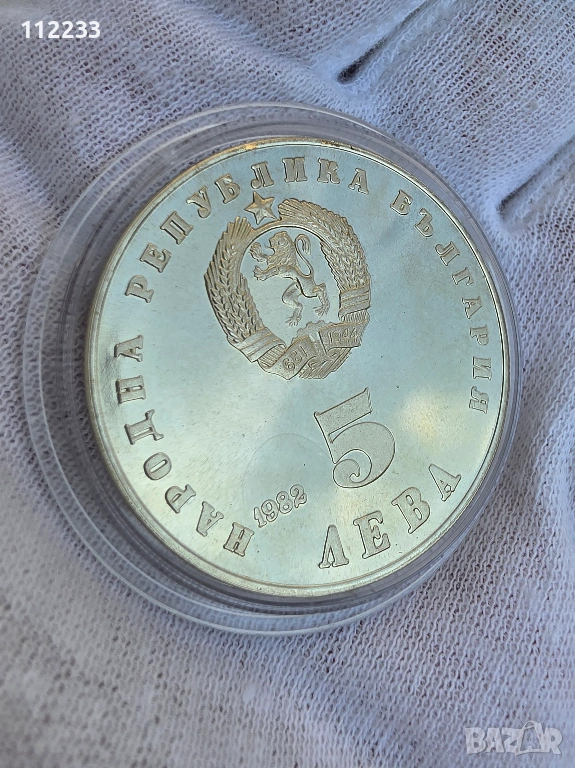 112233
НАРОДНА РЕПУБЛИКА БЪЛГАРИЯ
681 1944
5
1982
ЛЕВА
BAZAR